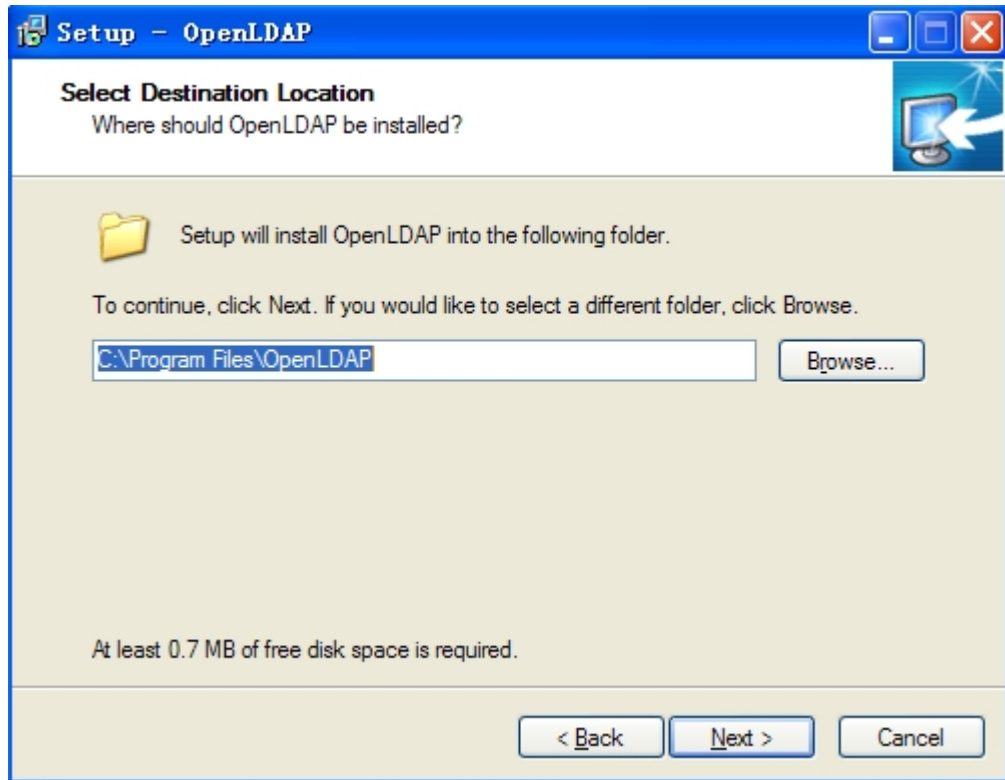 Setup - OpenLDAP
Select Destination Location
Where should OpenLDAP be installed?
Setup will install OpenLDAP into the following folder.
To continue, click Next. If you would like to select a different folder, click Browse.
C:\Program Files\OpenLDAP
Browse...
At least 0.7 MB of free disk space is required.
< Back
Next >
Cancel